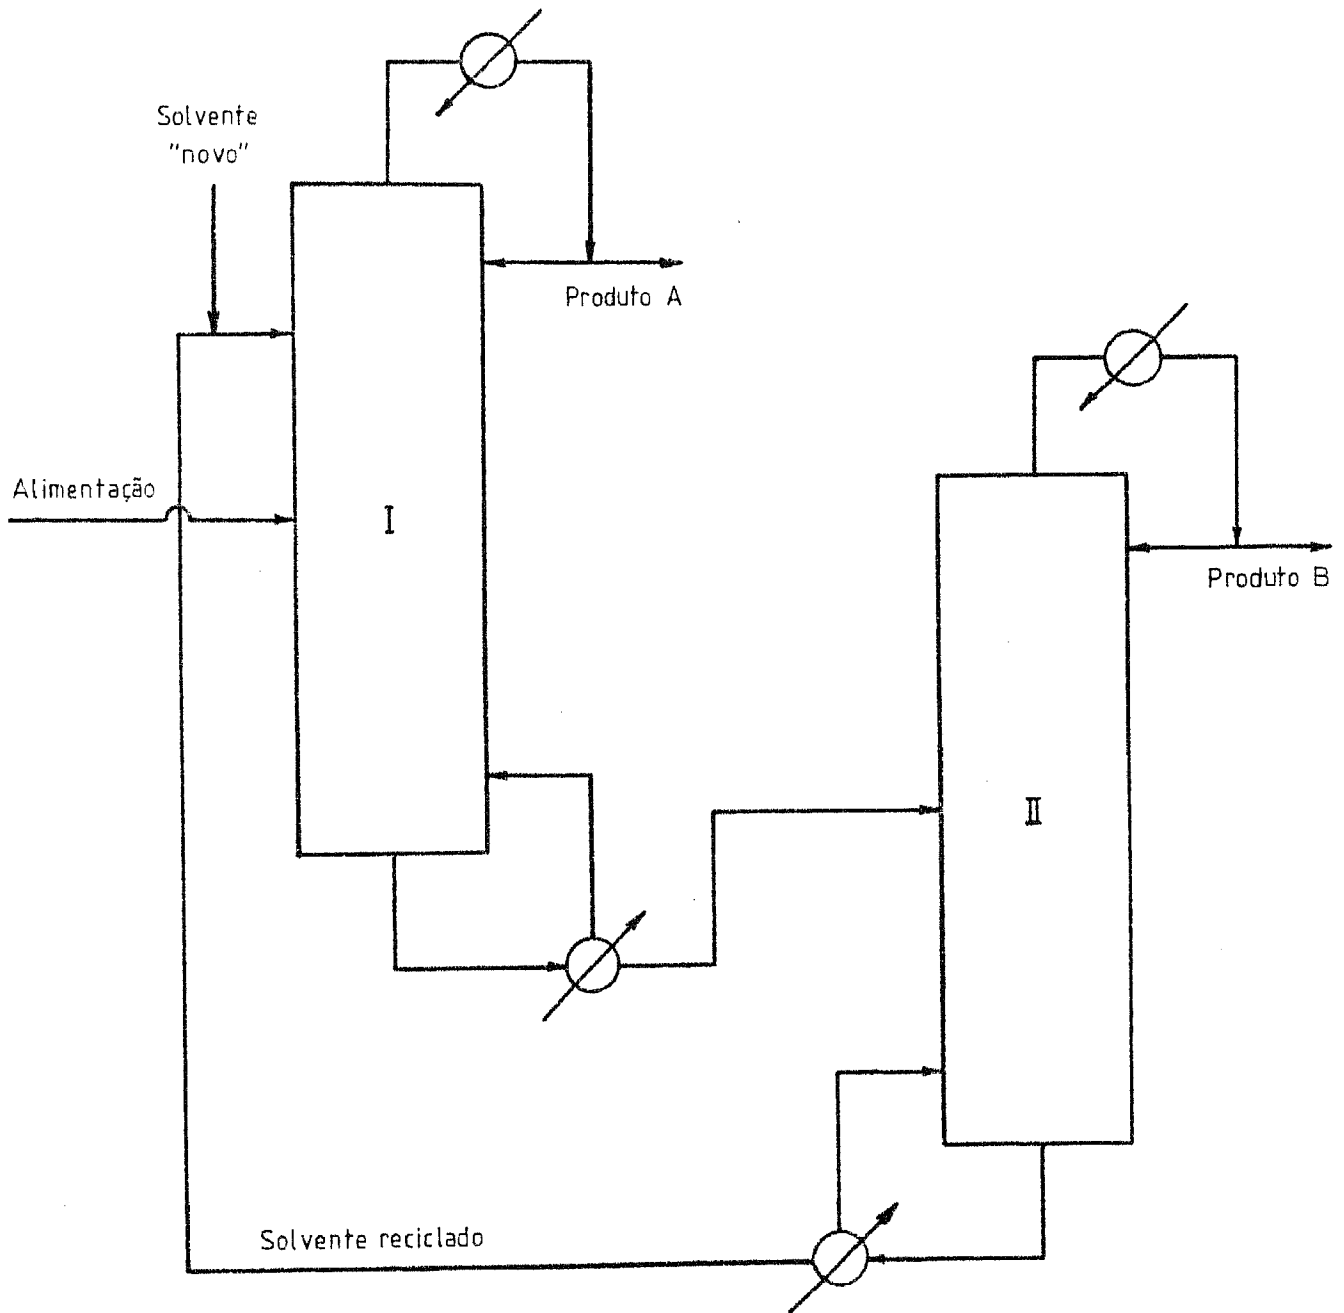 Solvente
"novo"
Produto A
Alimentação
I
Produto B
II
Solvente reciclado